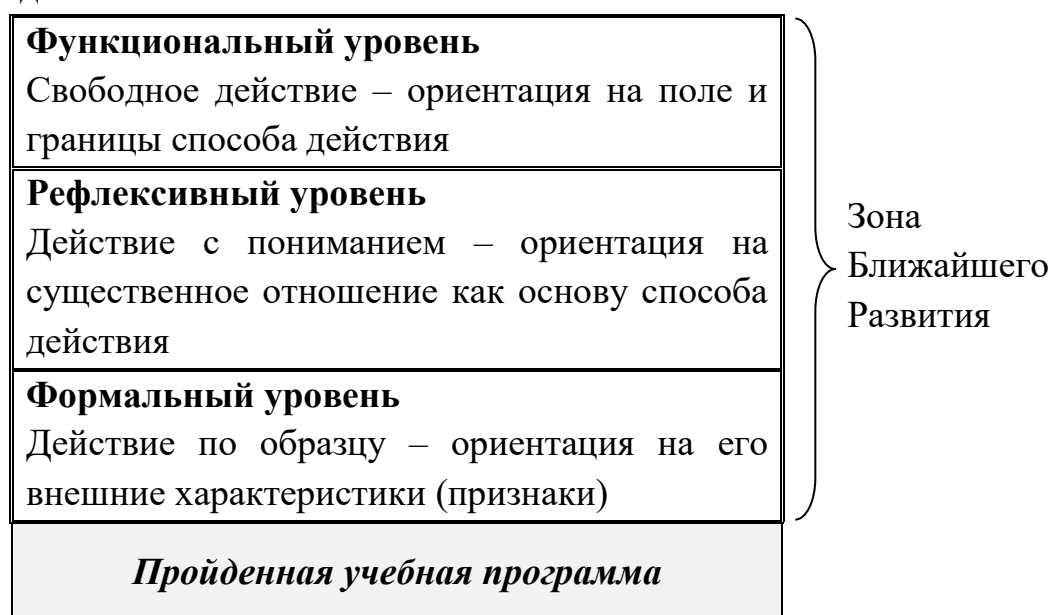 Функциональный уровень
Свободное действие – ориентация на поле и
границы способа действия
Рефлексивный уровень
Действие с пониманием – ориентация на
существенное отношение как основу способа
действия
Формальный уровень
Действие по образцу – ориентация на его
внешние характеристики (признаки)
Пройденная учебная программа
Зона
Ближайшего
Развития